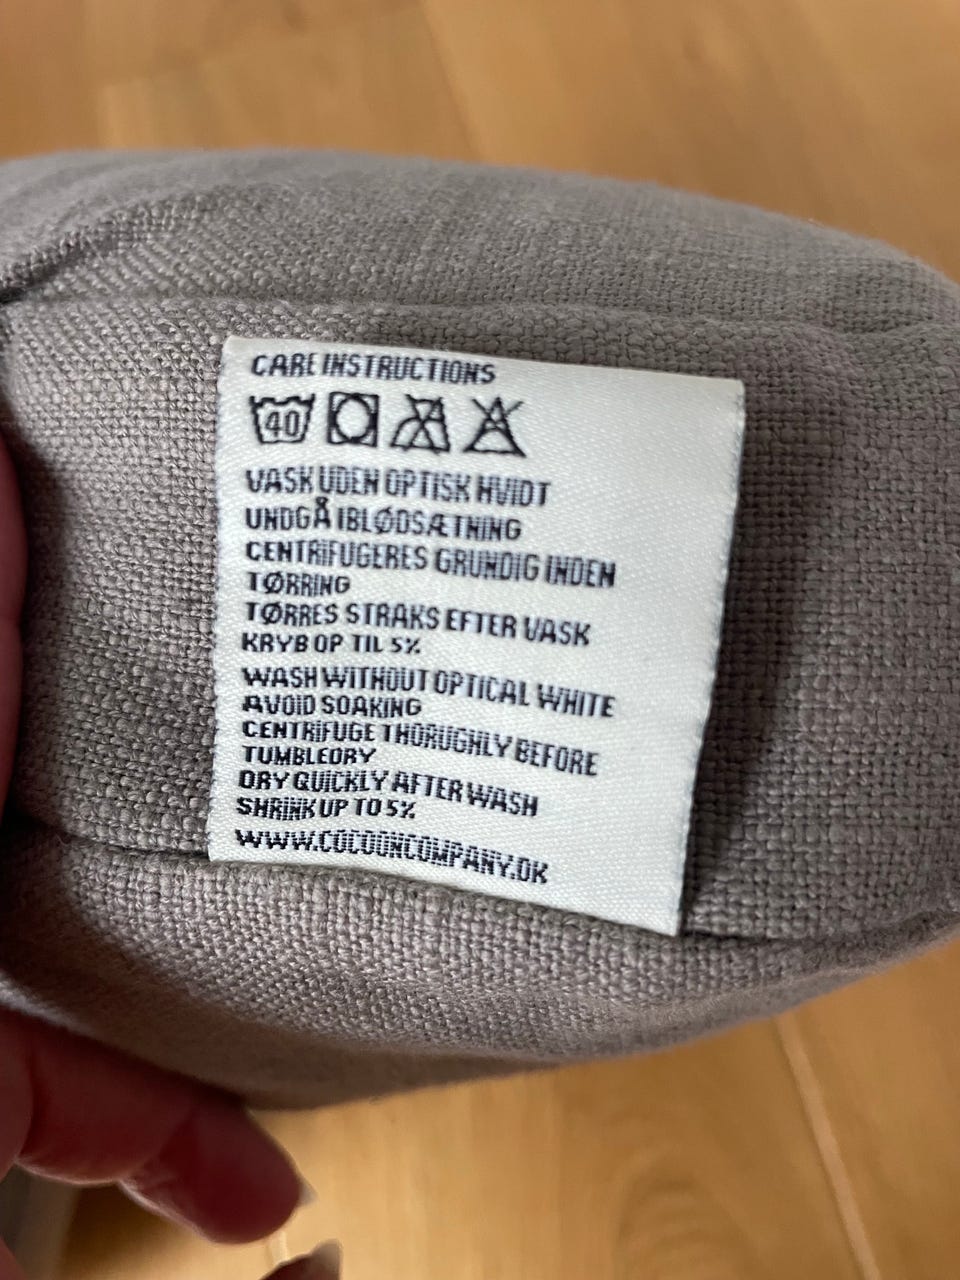 CARE INSTRUCTIONS
40
VASK UDEN OPTISK HVIDT
UNDGÅ IBLØDSÆTNING
CENTRIFUGERES GRUNDIG INDEN
TØRRING
TØRRES STRAKS EFTER VASK
KRYB OP TIL 5%
WASH WITHOUT OPTICAL WHITE
AVOID SOAKING
CENTRIFUGE THORUGHLY BEFORE
TUMBLEDRY
DRY QUICKLY AFTER WASH
SHRINK UP TO 5%
WWW.COCOONCOMPANY.DK